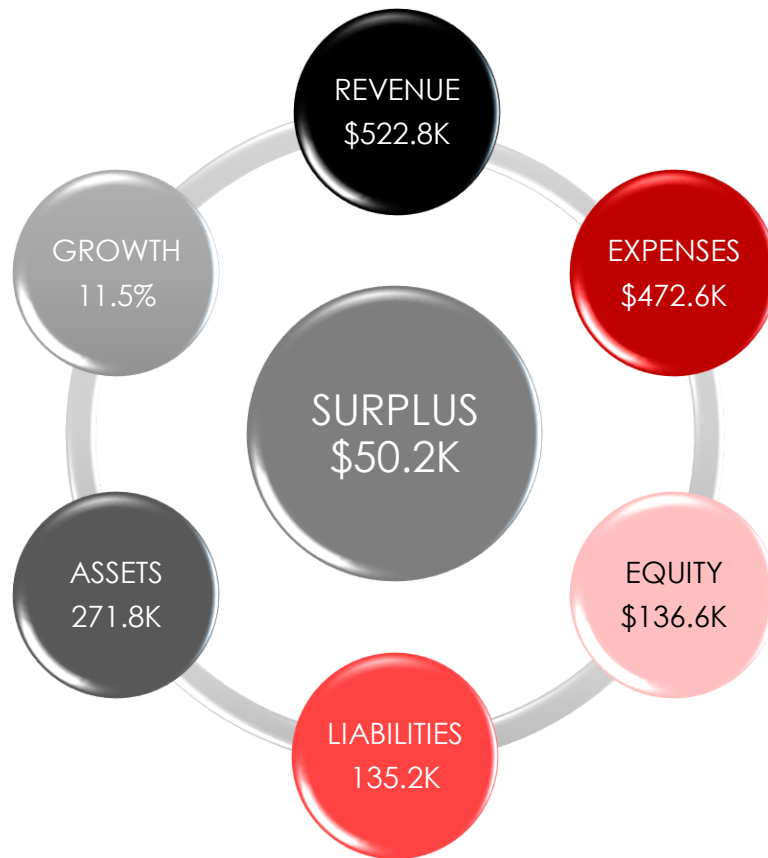 REVENUE
$522.8K
EXPENSES
$472.6K
EQUITY
$136.6K
LIABILITIES
135.2K
ASSETS
271.8K
GROWTH
11.5%
SURPLUS
$50.2K